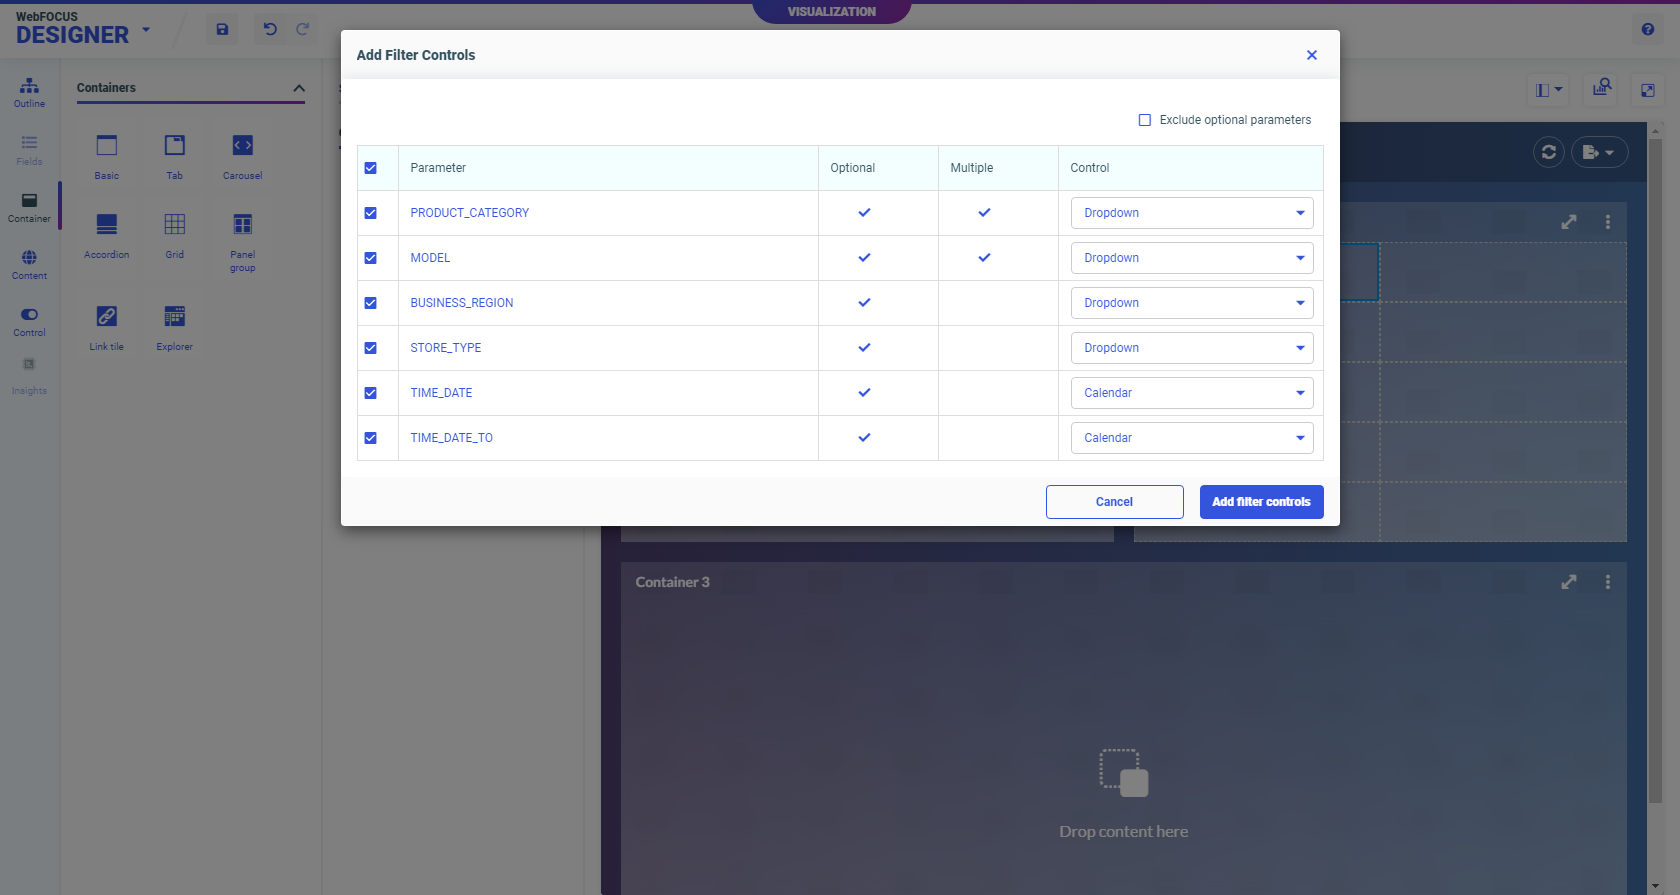 WebFOCUS
DESIGNER
VISUALIZATION
Outline
Fields
Container
Content
Control
Insights
Containers
Basic
Tab
Carousel
Accordion
Grid
Panel
group
Link tile
Explorer
Add Filter Controls
Exclude optional parameters
Parameter Optional Multiple Control
PRODUCT_CATEGORY Dropdown
MODEL Dropdown
BUSINESS_REGION Dropdown
STORE_TYPE Dropdown
TIME_DATE Calendar
TIME_DATE_TO Calendar
Cancel Add filter controls
Container 3
Drop content here